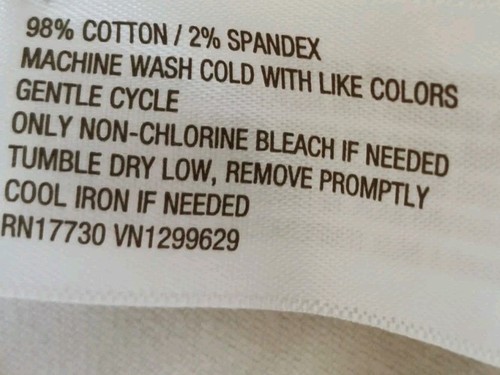 98% COTTON / 2% SPANDEX
MACHINE WASH COLD WITH LIKE COLORS
GENTLE CYCLE
ONLY NON-CHLORINE BLEACH IF NEEDED
TUMBLE DRY LOW, REMOVE PROMPTLY
COOL IRON IF NEEDED
RN17730 VN1299629